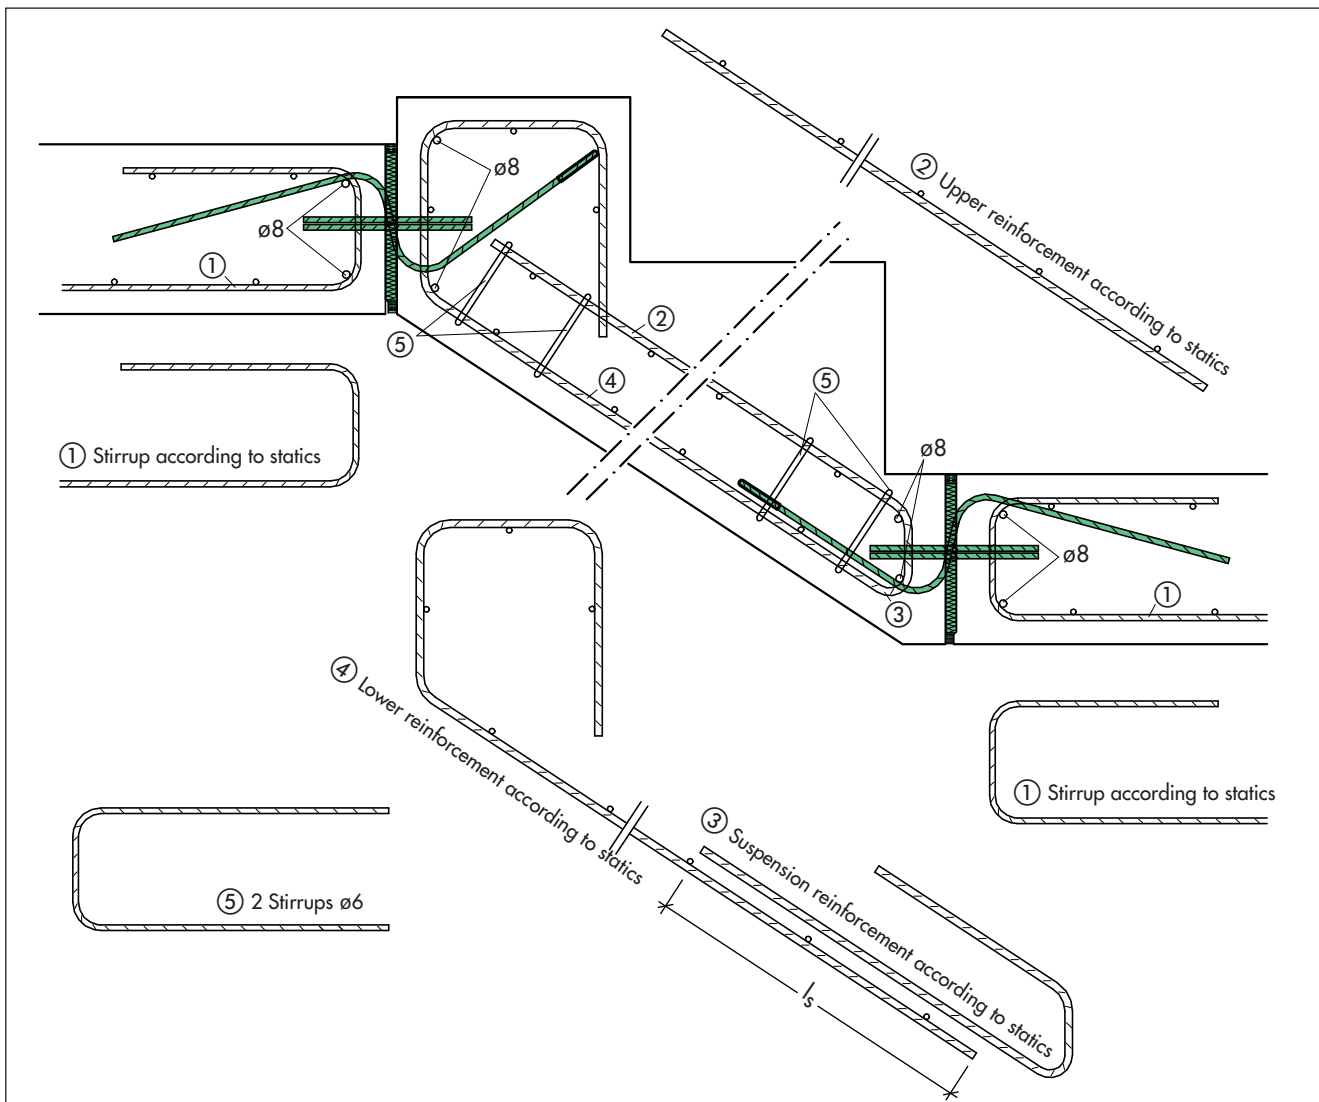 ② Upper reinforcement according to statics
ø8
ø8
①
②
⑤
④
⑤
ø8
① Stirrup according to statics
ø8
③
①
④ Lower reinforcement according to statics
① Stirrup according to statics
③ Suspension reinforcement according to statics
⑤ 2 Stirrups ø6
ls